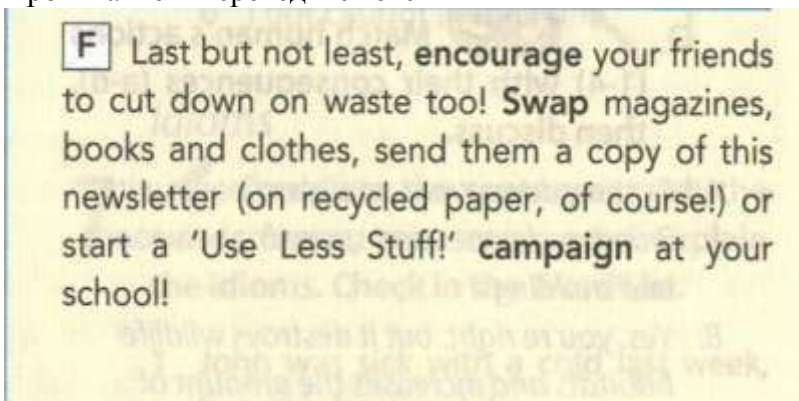 F Last but not least, encourage your friends
to cut down on waste too! Swap magazines,
books and clothes, send them a copy of this
newsletter (on recycled paper, of course!) or
start a 'Use Less Stuff!' campaign at your
school!